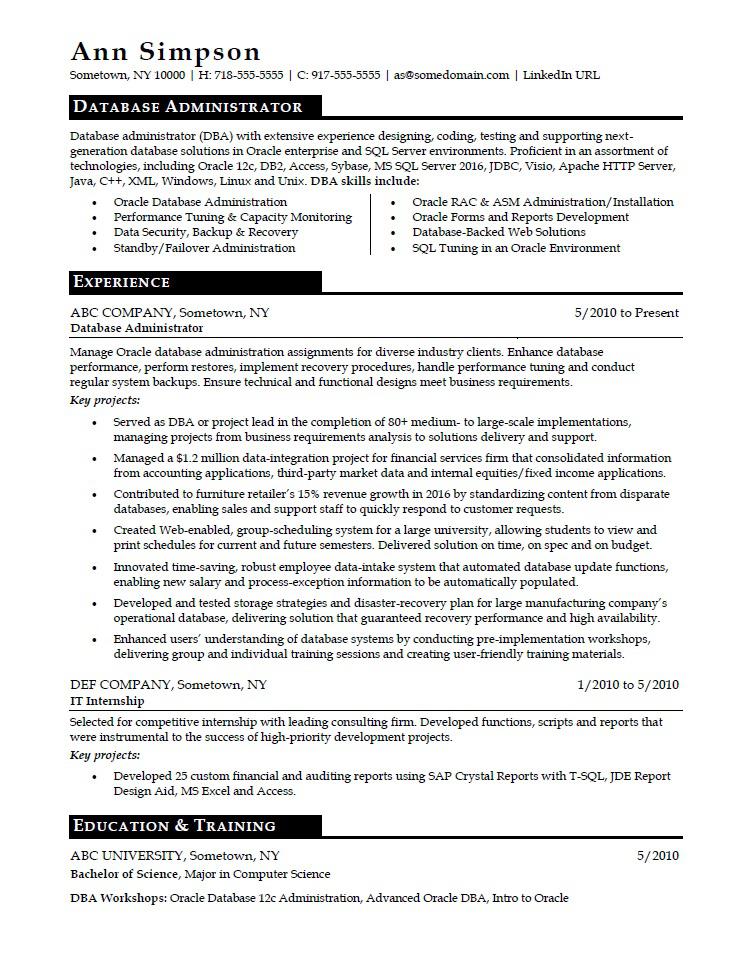 Ann Simpson
Sometown, NY 10000 | H: 718-555-5555 | C: 917-555-5555 | as@somedomain.com | LinkedIn URL
DATABASE ADMINISTRATOR
Database administrator (DBA) with extensive experience designing, coding, testing and supporting next-
generation database solutions in Oracle enterprise and SQL Server environments. Proficient in an assortment of
technologies, including Oracle 12c, DB2, Access, Sybase, MS SQL Server 2016, JDBC, Visio, Apache HTTP Server,
Java, C++, XML, Windows, Linux and Unix. DBA skills include:
• Oracle Database Administration
• Performance Tuning & Capacity Monitoring
• Data Security, Backup & Recovery
• Standby/Failover Administration
• Oracle RAC & ASM Administration/Installation
• Oracle Forms and Reports Development
• Database-Backed Web Solutions
• SQL Tuning in an Oracle Environment
EXPERIENCE
ABC COMPANY, Sometown, NY 5/2010 to Present
Database Administrator
Manage Oracle database administration assignments for diverse industry clients. Enhance database
performance, perform restores, implement recovery procedures, handle performance tuning and conduct
regular system backups. Ensure technical and functional designs meet business requirements.
Key projects:
• Served as DBA or project lead in the completion of 80+ medium- to large-scale implementations,
managing projects from business requirements analysis to solutions delivery and support.
• Managed a $1.2 million data-integration project for financial services firm that consolidated information
from accounting applications, third-party market data and internal equities/fixed income applications.
• Contributed to furniture retailer's 15% revenue growth in 2016 by standardizing content from disparate
databases, enabling sales and support staff to quickly respond to customer requests.
• Created Web-enabled, group-scheduling system for a large university, allowing students to view and
print schedules for current and future semesters. Delivered solution on time, on spec and on budget.
• Innovated time-saving, robust employee data-intake system that automated database update functions,
enabling new salary and process-exception information to be automatically populated.
• Developed and tested storage strategies and disaster-recovery plan for large manufacturing company's
operational database, delivering solution that guaranteed recovery performance and high availability.
• Enhanced users' understanding of database systems by conducting pre-implementation workshops,
delivering group and individual training sessions and creating user-friendly training materials.
DEF COMPANY, Sometown, NY 1/2010 to 5/2010
IT Internship
Selected for competitive internship with leading consulting firm. Developed functions, scripts and reports that
were instrumental to the success of high-priority development projects.
Key projects:
• Developed 25 custom financial and auditing reports using SAP Crystal Reports with T-SQL, JDE Report
Design Aid, MS Excel and Access.
EDUCATION & TRAINING
ABC UNIVERSITY, Sometown, NY 5/2010
Bachelor of Science, Major in Computer Science
DBA Workshops: Oracle Database 12c Administration, Advanced Oracle DBA, Intro to Oracle